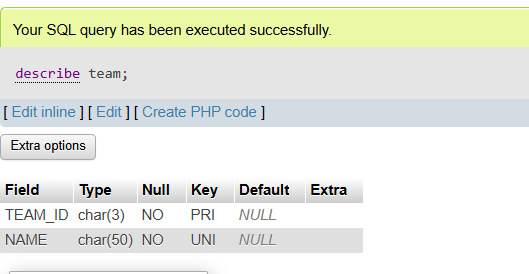 Your SQL query has been executed successfully.
describe team;
[ Edit inline ] [ Edit ] [ Create PHP code ]
Extra options
Field Type Null Key Default Extra
TEAM_ID char(3) NO PRI NULL
NAME char(50) NO UNI NULL